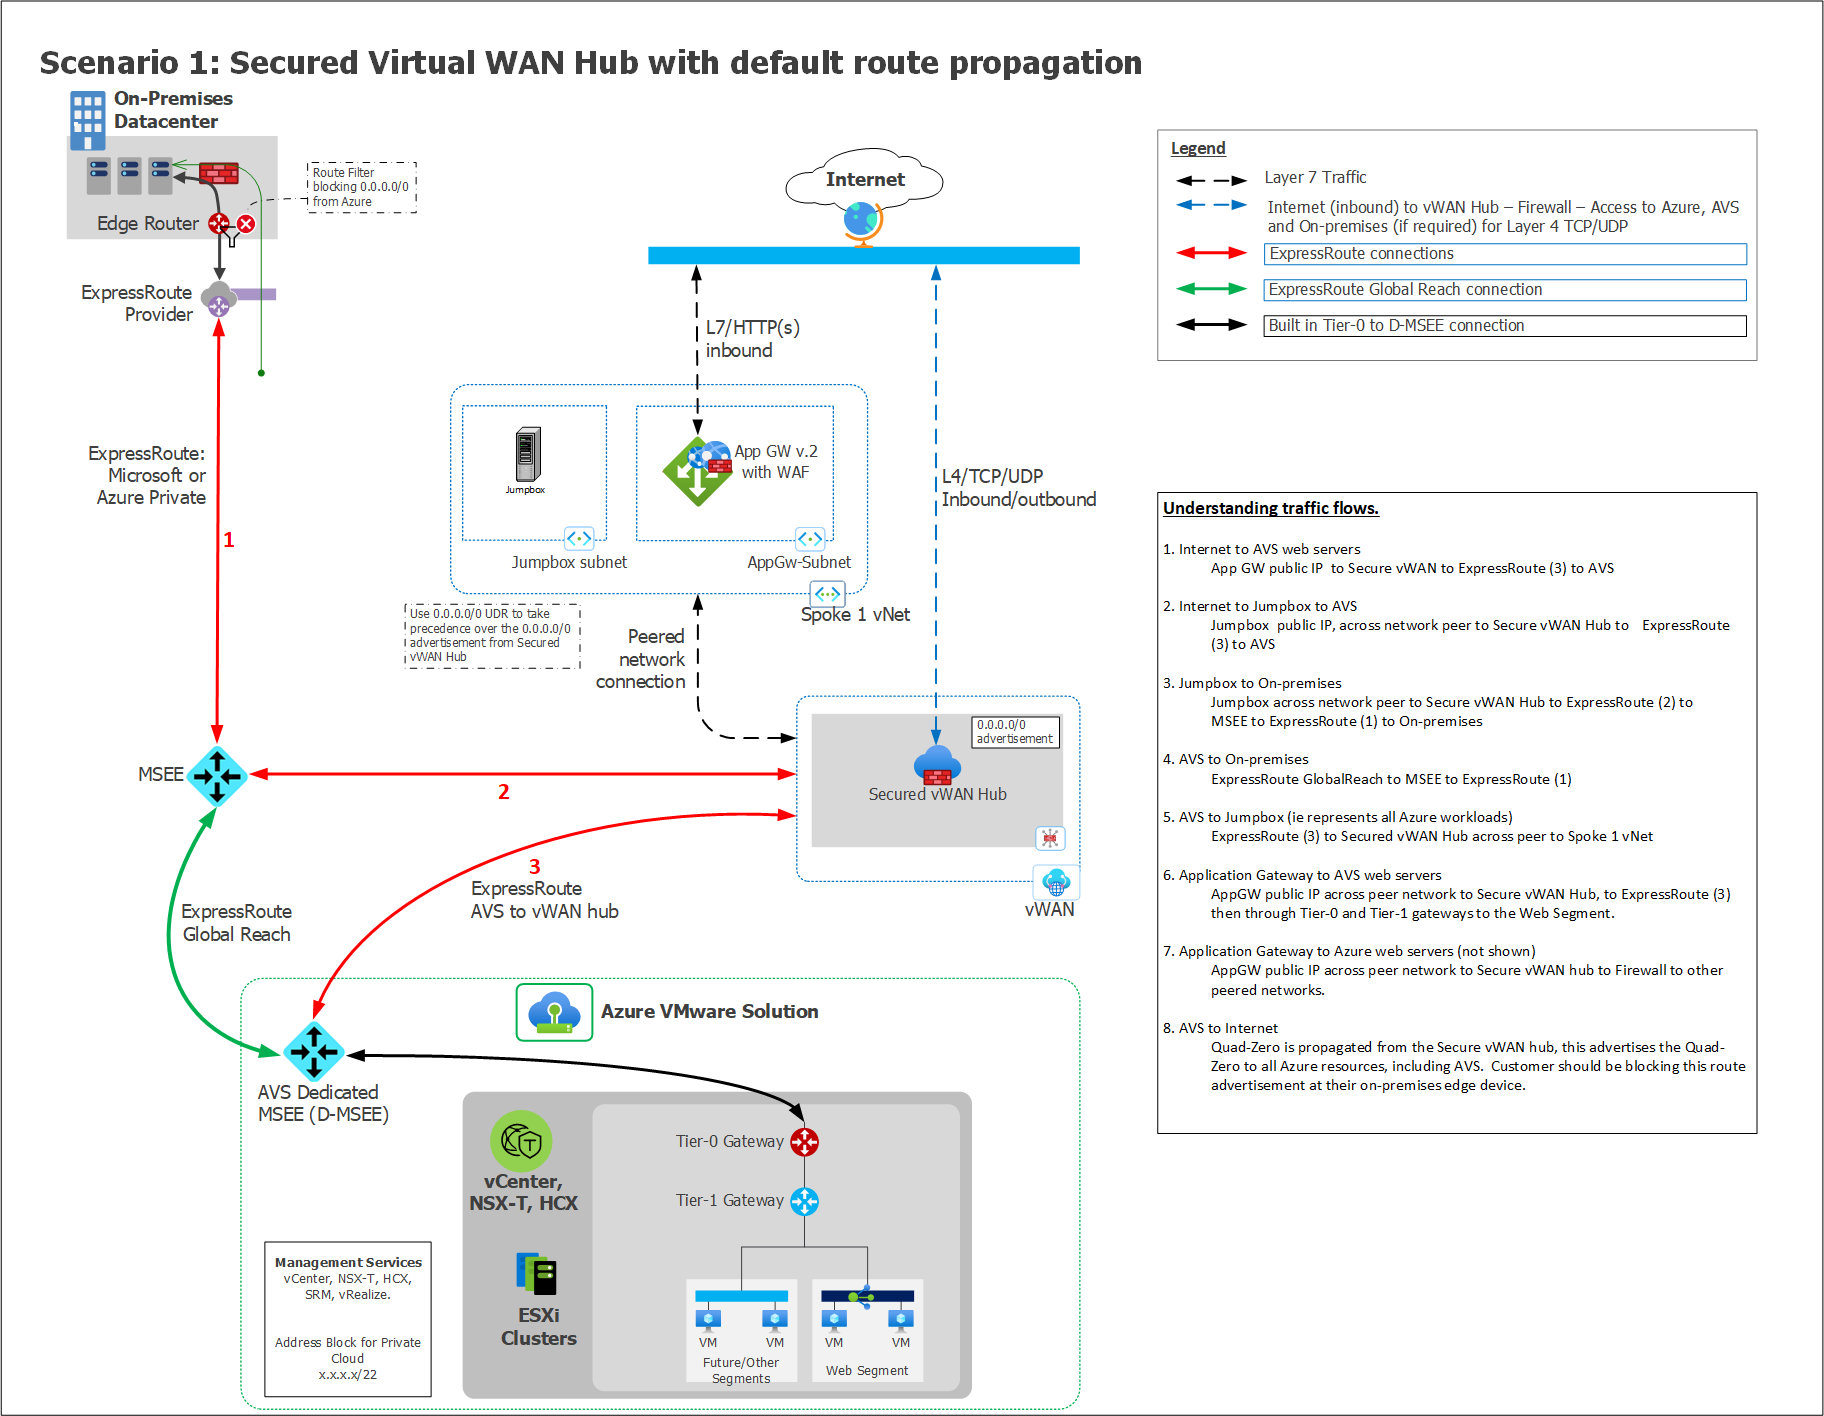 Scenario 1: Secured Virtual WAN Hub with default route propagation
On-Premises
Datacenter
Route Filter
blocking 0.0.0.0/0
from Azure
Edge Router
ExpressRoute
Provider
ExpressRoute:
Microsoft or
Azure Private
1
Internet
L7/HTTP(s)
inbound
Jumpbox
Jumpbox subnet
App GW v.2
with WAF
AppGw-Subnet
Spoke 1 vNet
L4/TCP/UDP
Inbound/outbound
Use 0.0.0.0/0 UDR to take
precedence over the 0.0.0.0/0
advertisement from Secured
vWAN Hub
Peered
network
connection
0.0.0.0/0
advertisement
Secured vWAN Hub
vWAN
MSEE
2
3
ExpressRoute
AVS to vWAN hub
ExpressRoute
Global Reach
Azure VMware Solution
AVS Dedicated
MSEE (D-MSEE)
vCenter,
NSX-T, HCX
ESXi
Clusters
Tier-0 Gateway
Tier-1 Gateway
VM
VM
Future/Other
Segments
VM
VM
Web Segment
Management Services
vCenter, NSX-T, HCX,
SRM, vRealize.
Address Block for Private
Cloud
x.x.x.x/22
Legend
Layer 7 Traffic
Internet (inbound) to vWAN Hub – Firewall – Access to Azure, AVS
and On-premises (if required) for Layer 4 TCP/UDP
ExpressRoute connections
ExpressRoute Global Reach connection
Built in Tier-0 to D-MSEE connection
Understanding traffic flows.
1. Internet to AVS web servers
App GW public IP to Secure vWAN to ExpressRoute (3) to AVS
2. Internet to Jumpbox to AVS
Jumpbox public IP, across network peer to Secure vWAN Hub to ExpressRoute
(3) to AVS
3. Jumpbox to On-premises
Jumpbox across network peer to Secure vWAN Hub to ExpressRoute (2) to
MSEE to ExpressRoute (1) to On-premises
4. AVS to On-premises
ExpressRoute GlobalReach to MSEE to ExpressRoute (1)
5. AVS to Jumpbox (ie represents all Azure workloads)
ExpressRoute (3) to Secured vWAN Hub across peer to Spoke 1 vNet
6. Application Gateway to AVS web servers
AppGW public IP across peer network to Secure vWAN Hub, to ExpressRoute (3)
then through Tier-0 and Tier-1 gateways to the Web Segment.
7. Application Gateway to Azure web servers (not shown)
AppGW public IP across peer network to Secure vWAN hub to Firewall to other
peered networks.
8. AVS to Internet
Quad-Zero is propagated from the Secure vWAN hub, this advertises the Quad-
Zero to all Azure resources, including AVS. Customer should be blocking this route
advertisement at their on-premises edge device.